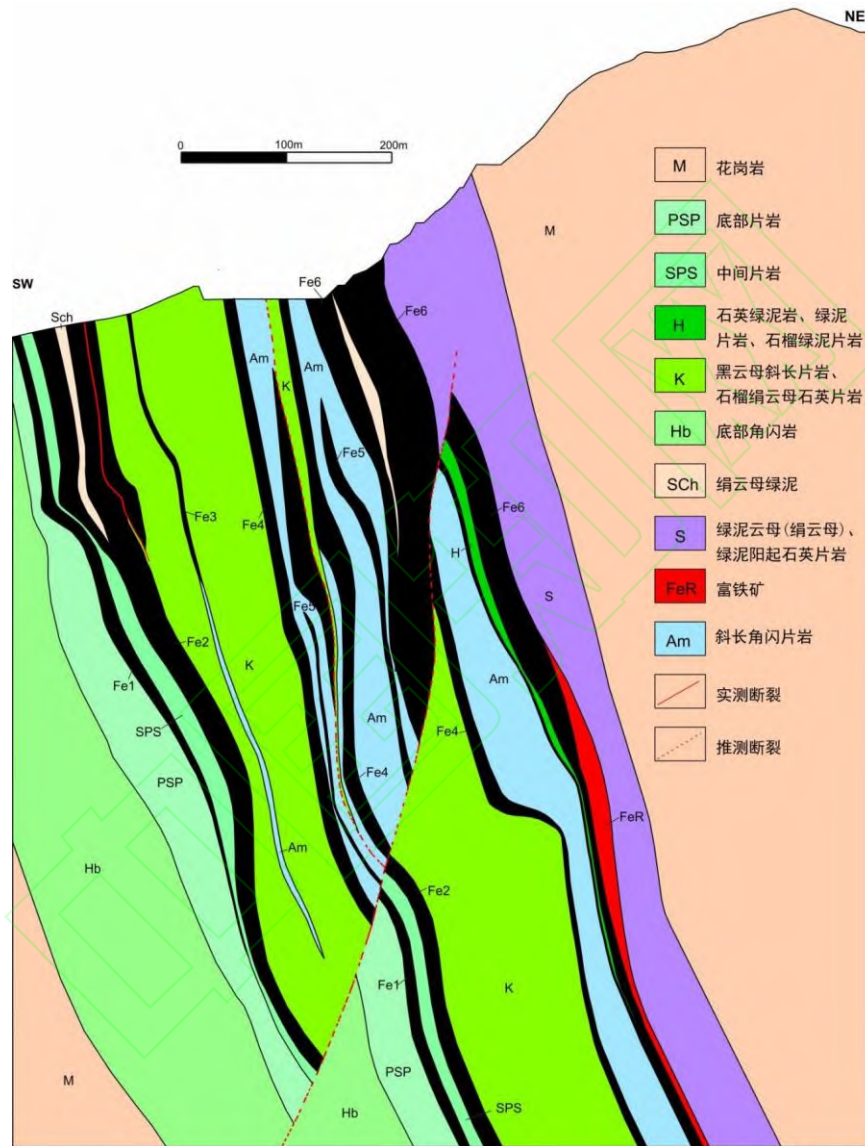 NE
0
100m
200m
M 花岗岩
PSP 底部片岩
SPS 中间片岩
H 石英绿泥岩、绿泥
片岩、石榴绿泥片岩
K 黑云母斜长片岩、
石榴绢云母石英片岩
Hb 底部角闪岩
SCh 绢云母绿泥
S 绿泥云母(绢云母)、
绿泥阳起石英片岩
FeR 富铁矿
Am 斜长角闪片岩
实测断裂
推测断裂
M
SW
Fe6
Sch
Fe6
Am
Am
K
Fe5
Fe3
Fe4
Fe6
H
S
Fe5
Fe2
K
Fe1
Am
SPS
Am
Fe4
PSP
Fe4
FeR
Am
Hb
Fe2
Fe1
K
PSP
M
SPS
Hb